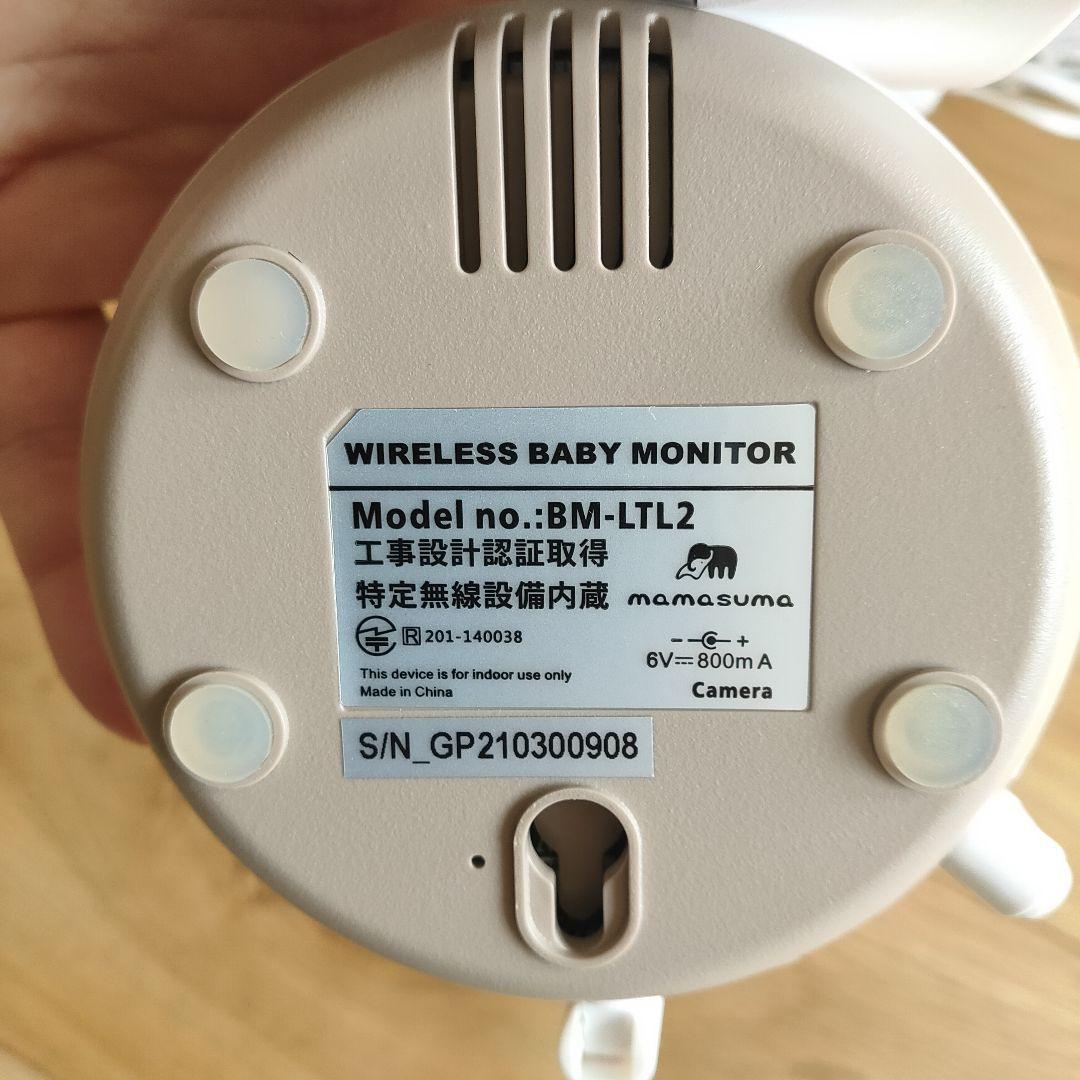 WIRELESS BABY MONITOR
Model no.:BM-LTL2
工事設計認証取得
特定無線設備内蔵
mamasuma
R 201-140038
- +
6V⎓800mA
This device is for indoor use only
Made in China
Camera
S/N_GP210300908